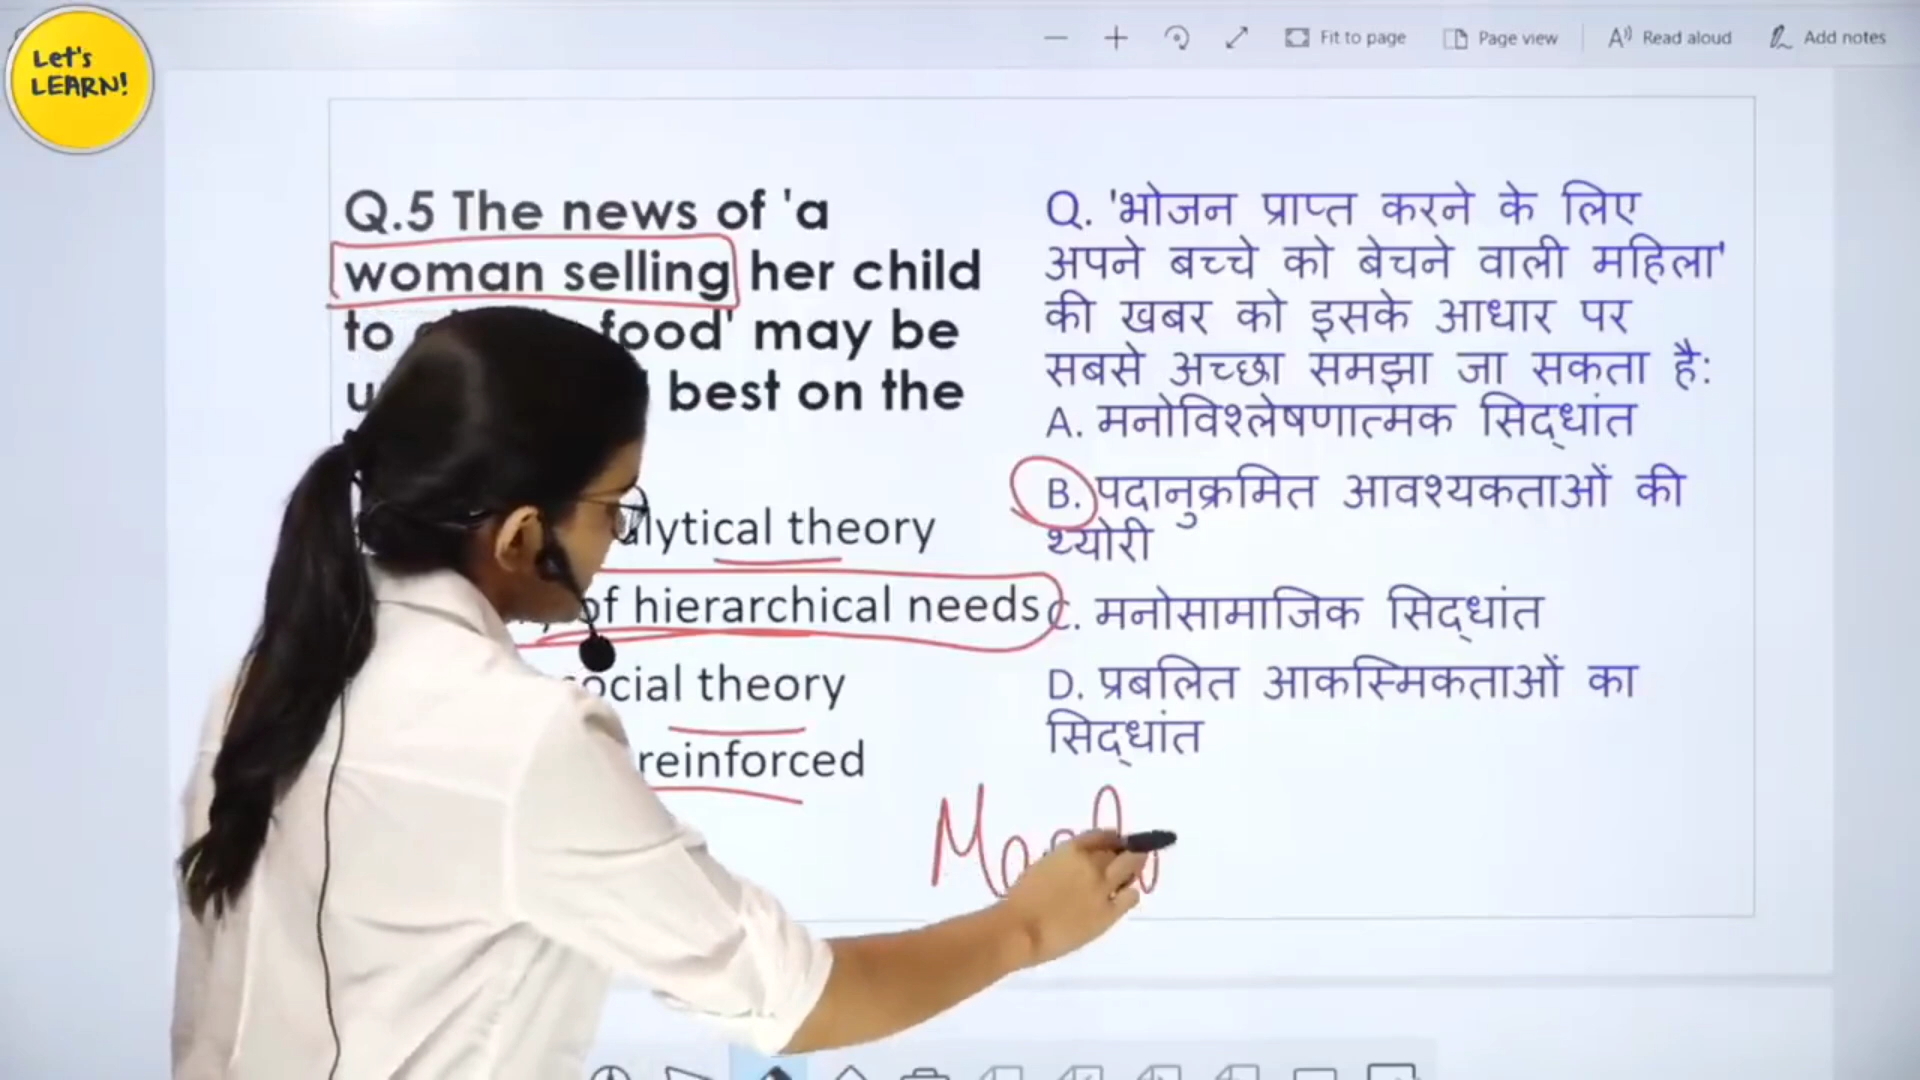 Let's
LEARN!
Fit to page
Page view
Read aloud
Add notes
Q.5 The news of 'a
woman selling her child
to food' may be
best on the
theory
of hierarchical needs
theory
reinforced
Q. 'भोजन प्राप्त करने के लिए
अपने बच्चे को बेचने वाली महिला'
की खबर को इसके आधार पर
सबसे अच्छा समझा जा सकता है:
A. मनोविश्लेषणात्मक सिद्धांत
B. पदानुक्रमित आवश्यकताओं की
थ्योरी
C. मनोसामाजिक सिद्धांत
D. प्रबलित आकस्मिकताओं का
सिद्धांत